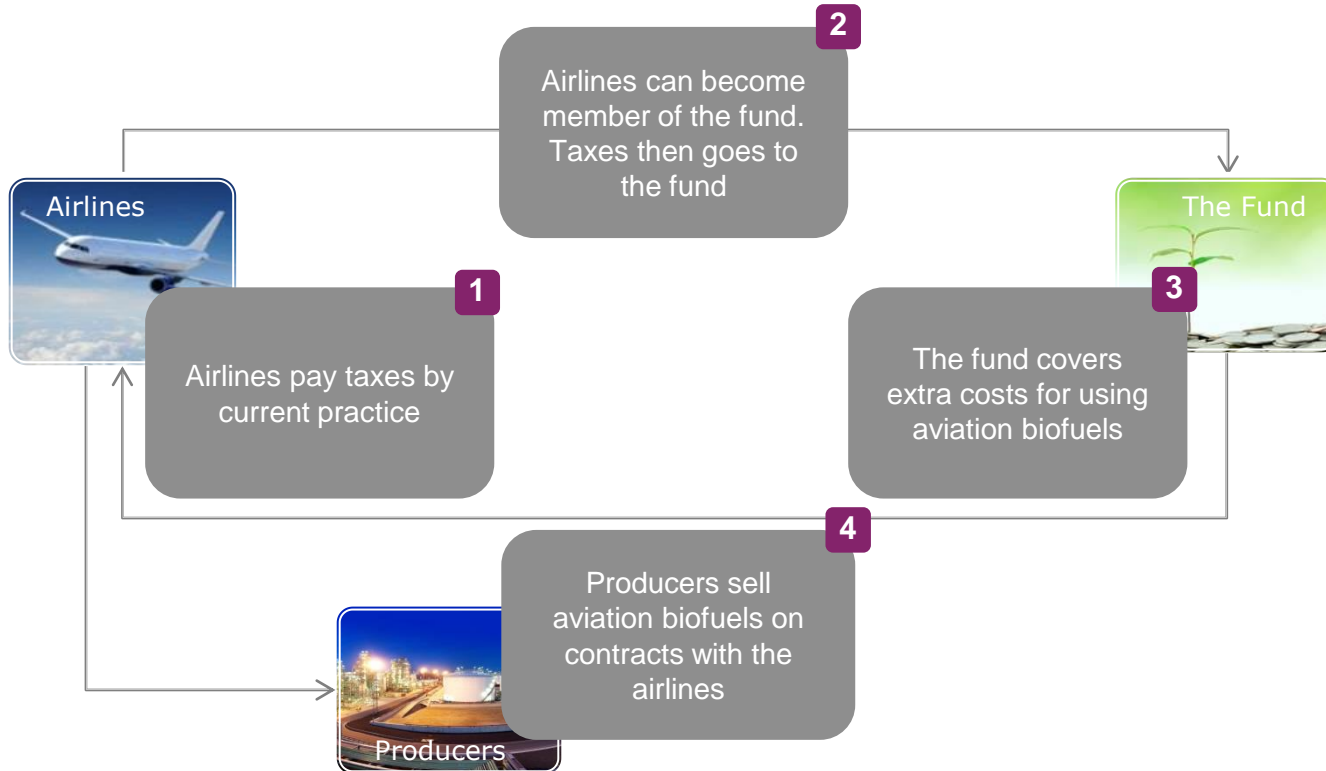 2
Airlines can become
member of the fund.
Taxes then goes to
the fund
Airlines
The Fund
1
Airlines pay taxes by
current practice
3
The fund covers
extra costs for using
aviation biofuels
4
Producers sell
aviation biofuels on
contracts with the
airlines
Producers